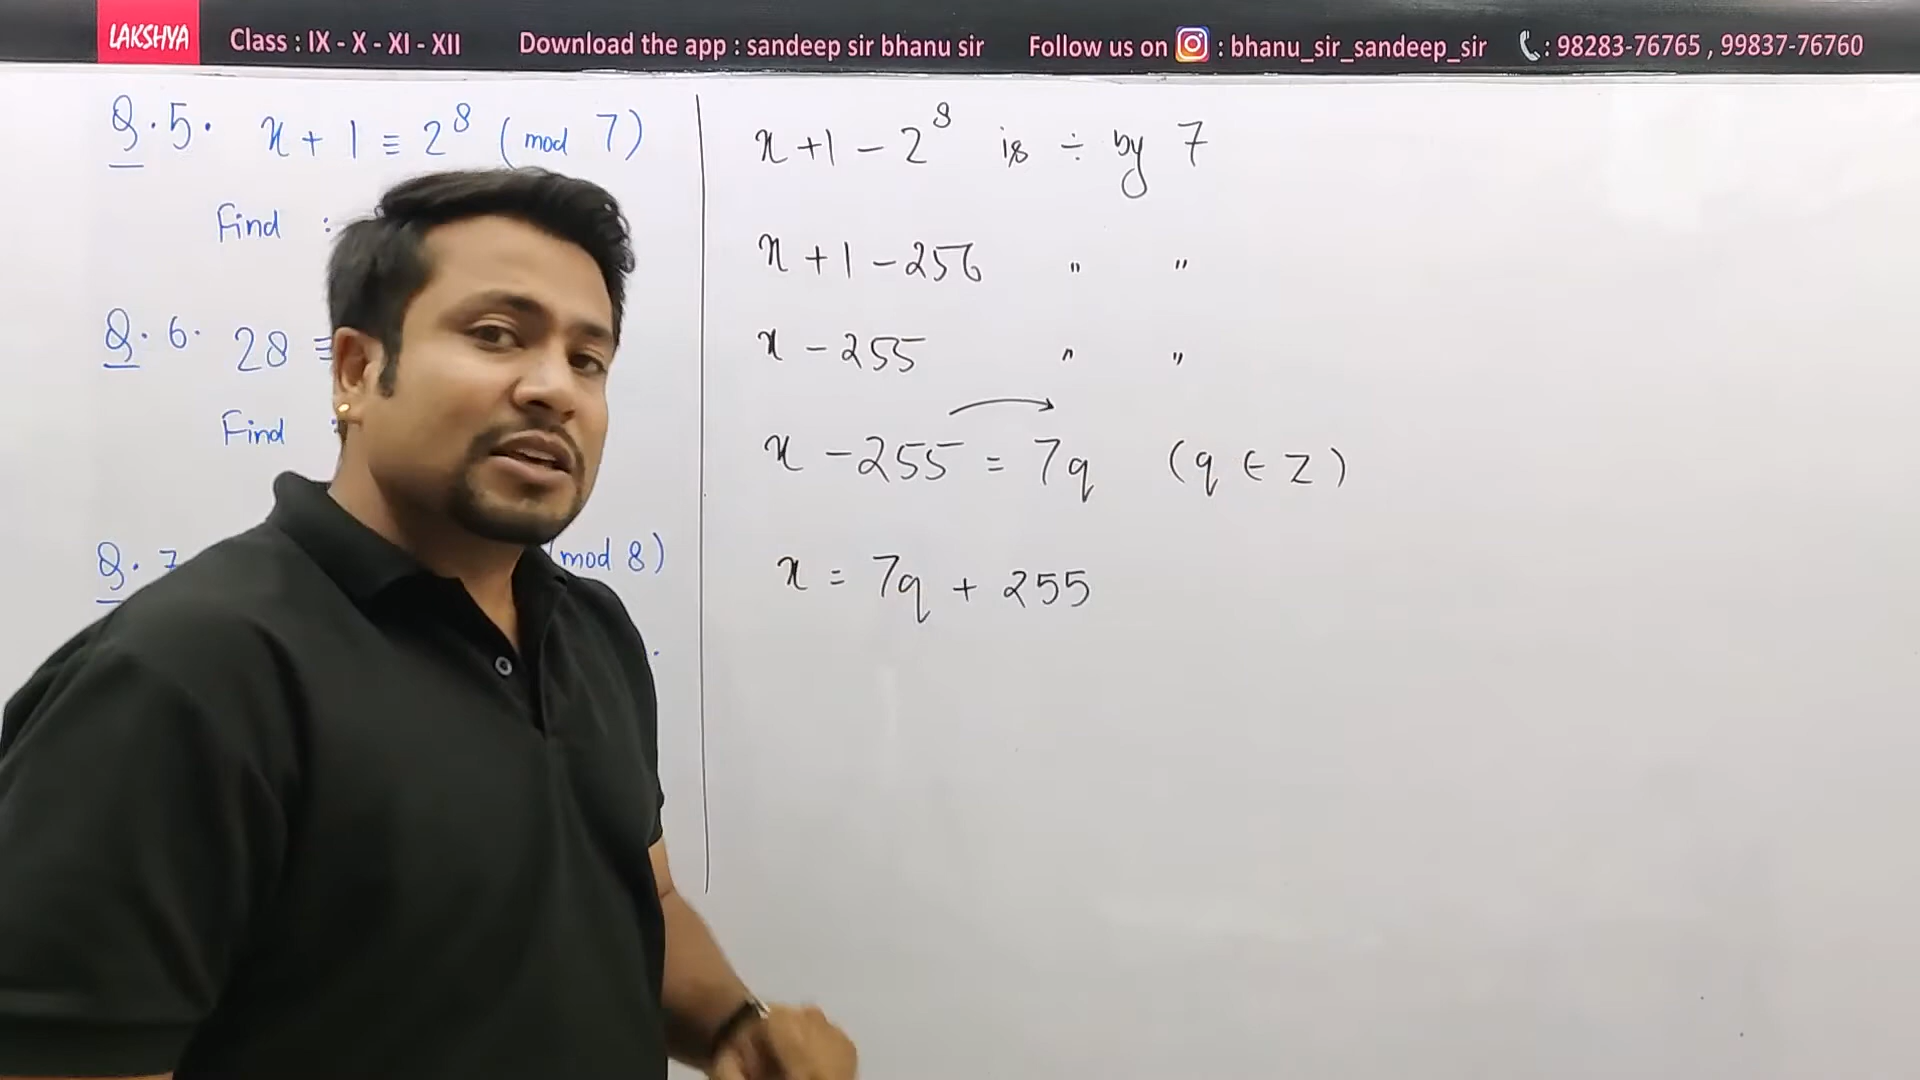 LAKSHYA Class : IX - X - XI - XII Download the app : sandeep sir bhanu sir Follow us on : bhanu_sir_sandeep_sir : 98283-76765 , 99837-76760
Q.5. x + 1 ≡ 2⁸ (mod 7)
Find :
Q.6. 28 ≡
Find :
Q.7 (mod 8)
x + 1 - 2⁸ is ÷ by 7
x + 1 - 256 " "
x - 255 " "
x - 255 = 7q (q ∈ Z)
x = 7q + 255